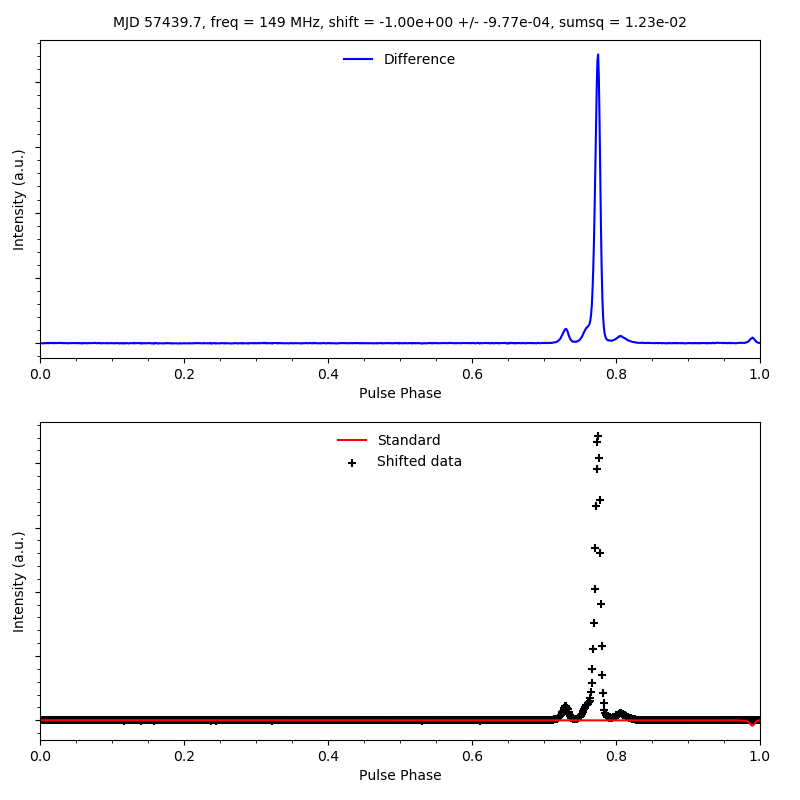 MJD 57439.7, freq = 149 MHz, shift = -1.00e+00 +/- -9.77e-04, sumsq = 1.23e-02
Difference
Intensity (a.u.)
0.0 0.2 0.4 0.6 0.8 1.0
Pulse Phase
Standard
Shifted data
Intensity (a.u.)
0.0 0.2 0.4 0.6 0.8 1.0
Pulse Phase